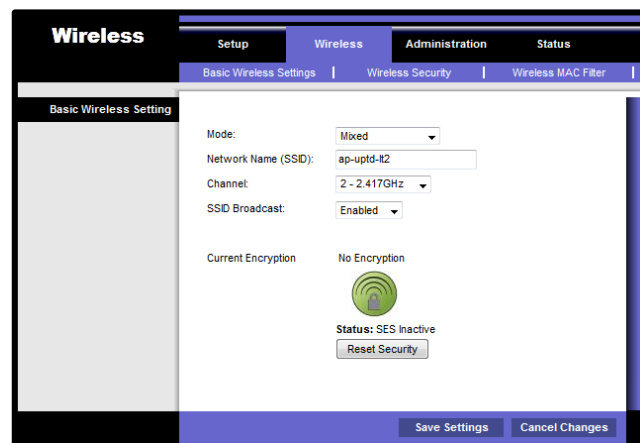 Wireless
Setup Wireless Administration Status
Basic Wireless Settings | Wireless Security | Wireless MAC Filter |
Basic Wireless Setting
Mode: Mixed
Network Name (SSID): ap-uptd-lt2
Channel: 2 - 2.417GHz
SSID Broadcast: Enabled
Current Encryption No Encryption
Status: SES Inactive
Reset Security
Save Settings Cancel Changes